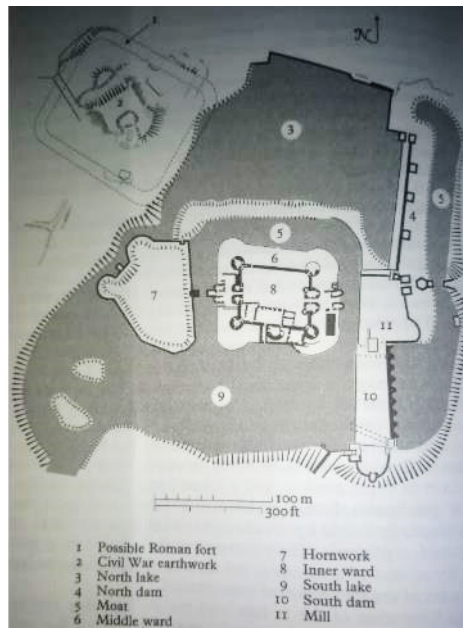 1
N
2
3
4
5
5
6
7
8
11
10
9
100 m
300 ft
1 Possible Roman fort
2 Civil War earthwork
3 North lake
4 North dam
5 Moat
6 Middle ward
7 Hornwork
8 Inner ward
9 South lake
10 South dam
11 Mill